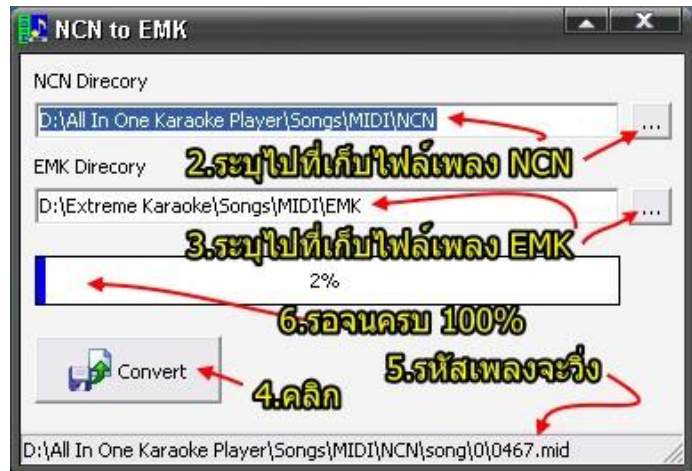 NCN to EMK
NCN Direcory
D:\All In One Karaoke Player\Songs\MIDI\NCN
...
2.ระบุไปที่เก็บไฟล์เพลง NCN
EMK Direcory
D:\Extreme Karaoke\Songs\MIDI\EMK
...
3.ระบุไปที่เก็บไฟล์เพลง EMK
2%
6.รอจนครบ 100%
Convert
4.คลิก
5.รหัสเพลงจะวิ่ง
D:\All In One Karaoke Player\Songs\MIDI\NCN\song\0\0467.mid